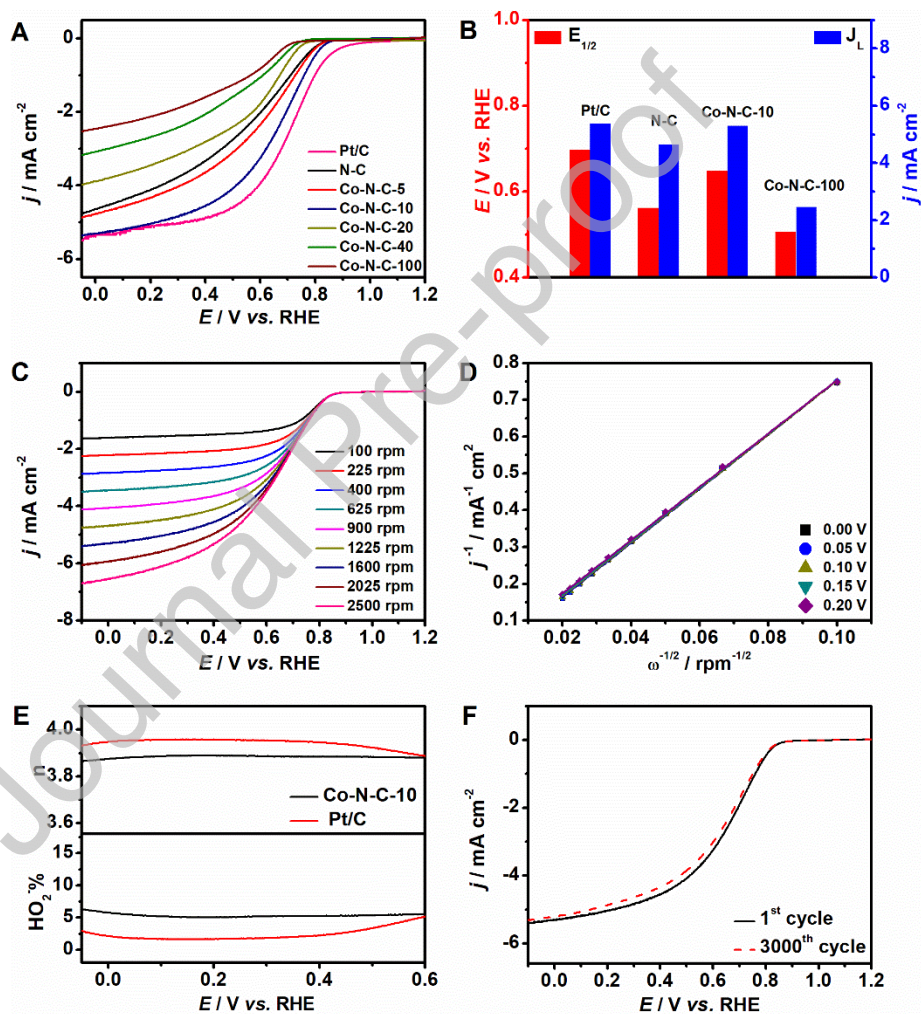 A
j / mA cm⁻²
0
-2
-4
-6
Pt/C
N-C
Co-N-C-5
Co-N-C-10
Co-N-C-20
Co-N-C-40
Co-N-C-100
0.0 0.2 0.4 0.6 0.8 1.0 1.2
E / V vs. RHE
B
E1/2
JL
E / V vs. RHE
1.0
0.8
0.6
0.4
Pt/C
N-C
Co-N-C-10
Co-N-C-100
8
6
4
2
0
j / mA cm⁻²
C
j / mA cm⁻²
0
-2
-4
-6
-8
100 rpm
225 rpm
400 rpm
625 rpm
900 rpm
1225 rpm
1600 rpm
2025 rpm
2500 rpm
0.0 0.2 0.4 0.6 0.8 1.0 1.2
E / V vs. RHE
D
j⁻¹ / mA⁻¹ cm²
0.8
0.7
0.6
0.5
0.4
0.3
0.2
0.1
0.00 V
0.05 V
0.10 V
0.15 V
0.20 V
0.02 0.04 0.06 0.08 0.10
ω⁻¹/² / rpm⁻¹/²
E
n
4.0
3.8
3.6
Co-N-C-10
Pt/C
HO₂⁻%
15
10
5
0
0.0 0.2 0.4 0.6
E / V vs. RHE
F
j / mA cm⁻²
0
-2
-4
-6
1st cycle
3000th cycle
0.0 0.2 0.4 0.6 0.8 1.0 1.2
E / V vs. RHE
Journal Pre-proof